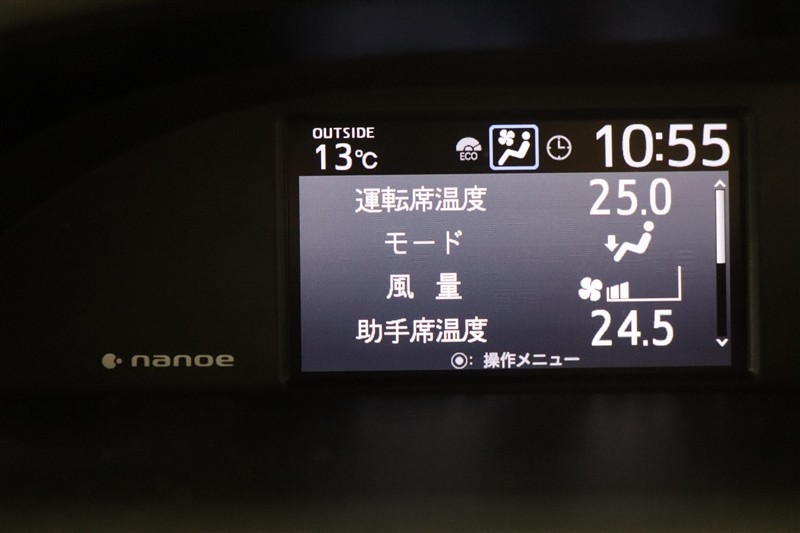 OUTSIDE
13℃
ECO
10:55
運転席温度 25.0
モード
風量
助手席温度 24.5
◉: 操作メニュー
nanoe